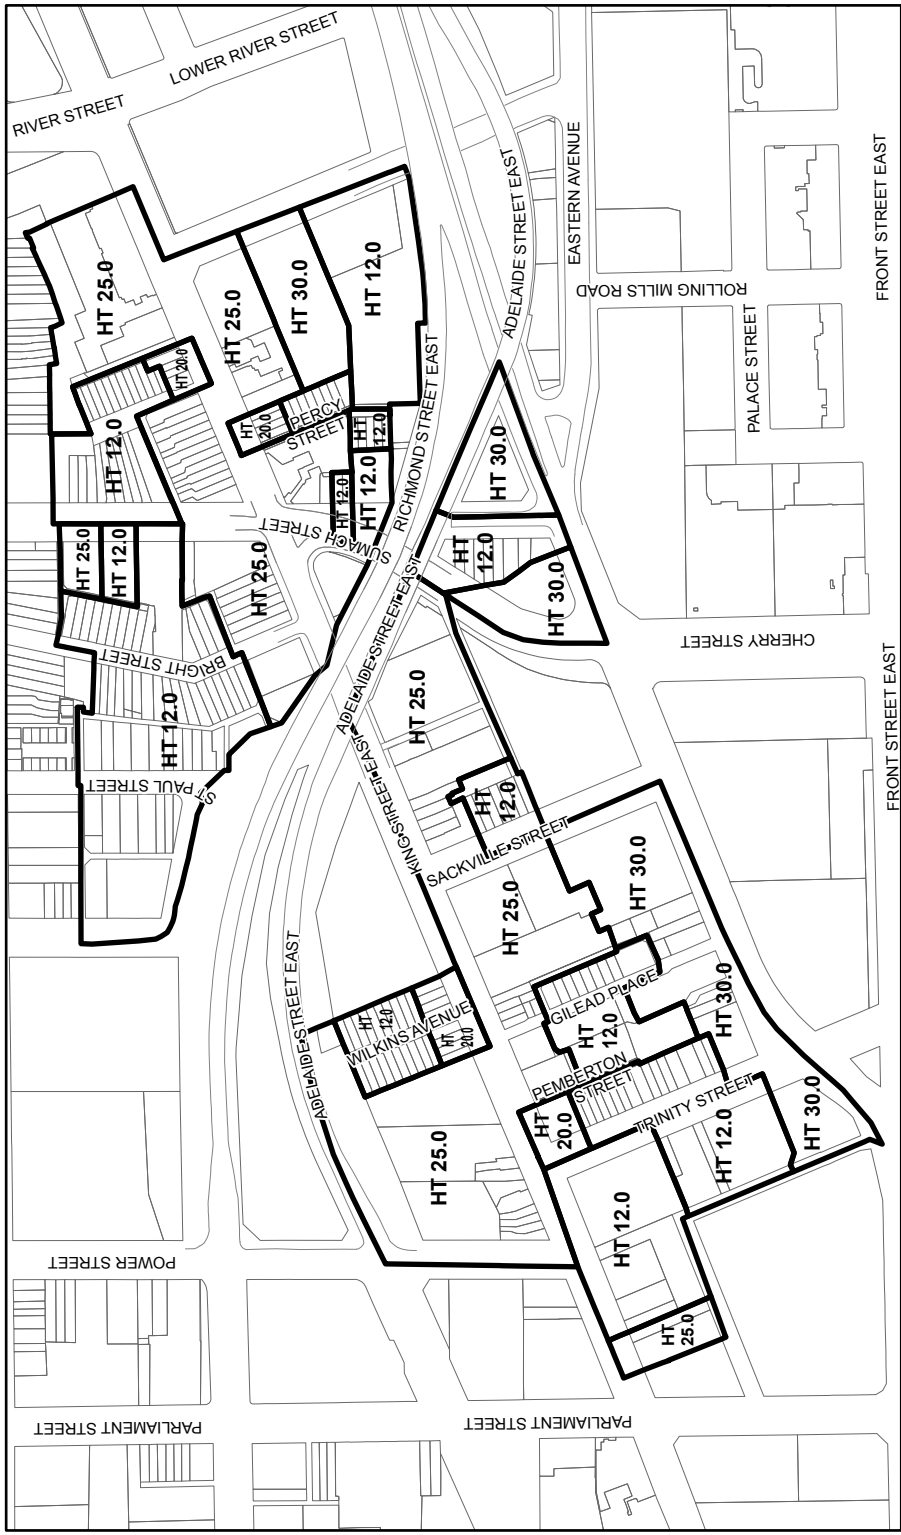 LOWER RIVER STREET
RIVER STREET
FRONT STREET EAST
EASTERN AVENUE
ADELAIDE STREET EAST
ADELAIDE STREET EAST
ROLLING MILLS ROAD
PALACE STREET
HT 25.0
HT 25.0
HT 30.0
HT 12.0
HT 20.0
HT
20.0
PERCY
STREET
HT
12.0
HT 12.0
HT 12.0
HT 12.0
RICHMOND STREET EAST
SUMACH STREET
HT 30.0
HT
12.0
HT 30.0
HT 25.0
HT 12.0
HT 25.0
BRIGHT STREET
CHERRY STREET
FRONT STREET EAST
HT 12.0
ST PAUL STREET
ADELAIDE STREET EAST
KING STREET EAST
HT 25.0
HT
12.0
SACKVILLE STREET
HT 30.0
HT 25.0
ADELAIDE STREET EAST
HT
12.0
WILKINS AVENUE
HT
20.0
GILEAD PLACE
HT
12.0
HT 30.0
PEMBERTON
STREET
TRINITY STREET
HT
20.0
HT 12.0
HT 30.0
HT 25.0
HT 12.0
HT
25.0
POWER STREET
PARLIAMENT STREET
PARLIAMENT STREET